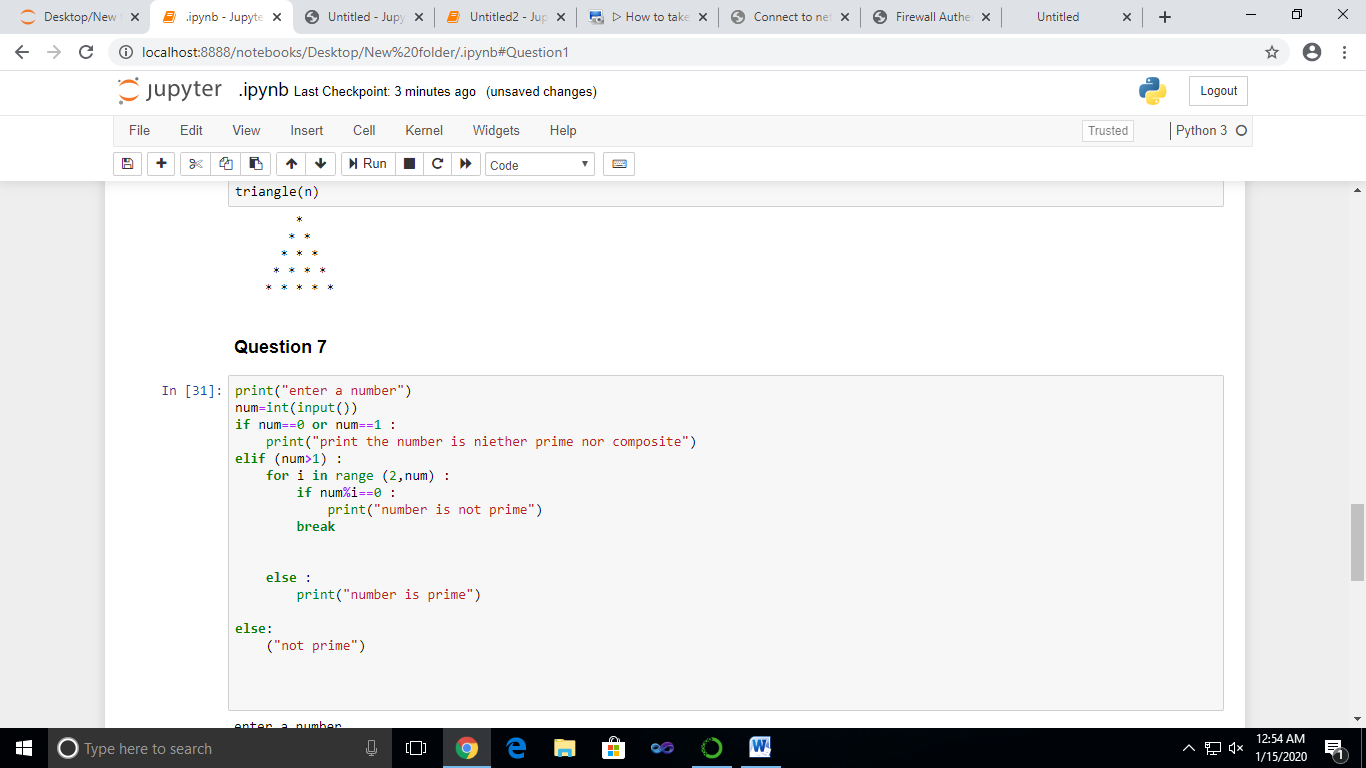 Desktop/New
.ipynb - Jupyte
Untitled - Jupy
Untitled2 - Jup
▷ How to take
Connect to net
Firewall Authe
Untitled
localhost:8888/notebooks/Desktop/New%20folder/.ipynb#Question1
jupyter .ipynb Last Checkpoint: 3 minutes ago (unsaved changes)
Logout
File Edit View Insert Cell Kernel Widgets Help
Trusted
Python 3
Run
Code
triangle(n)
*
* *
* * *
* * * *
* * * * *
Question 7
In [31]:
print("enter a number")
num=int(input())
if num==0 or num==1 :
    print("print the number is niether prime nor composite")
elif (num>1) :
    for i in range (2,num) :
        if num%i==0 :
            print("number is not prime")
        break
    else :
        print("number is prime")
else:
    ("not prime")
enter a number
Type here to search
12:54 AM
1/15/2020
1